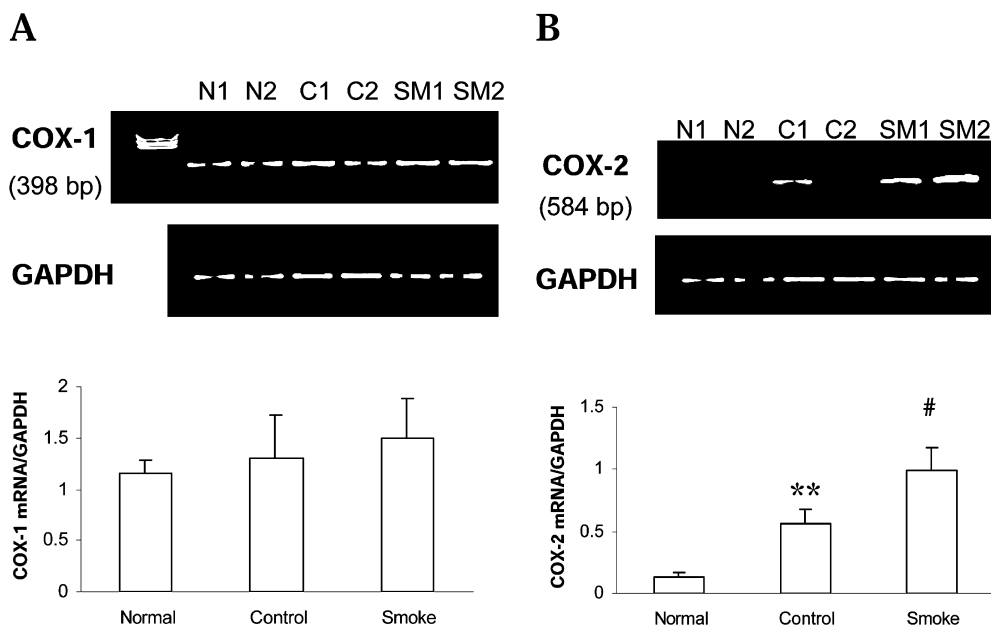 A
N1 N2 C1 C2 SM1 SM2
COX-1
(398 bp)
GAPDH
COX-1 mRNA/GAPDH
2
1.5
1
0.5
0
Normal Control Smoke
B
N1 N2 C1 C2 SM1 SM2
COX-2
(584 bp)
GAPDH
COX-2 mRNA/GAPDH
1.5
1
0.5
0
**
#
Normal Control Smoke